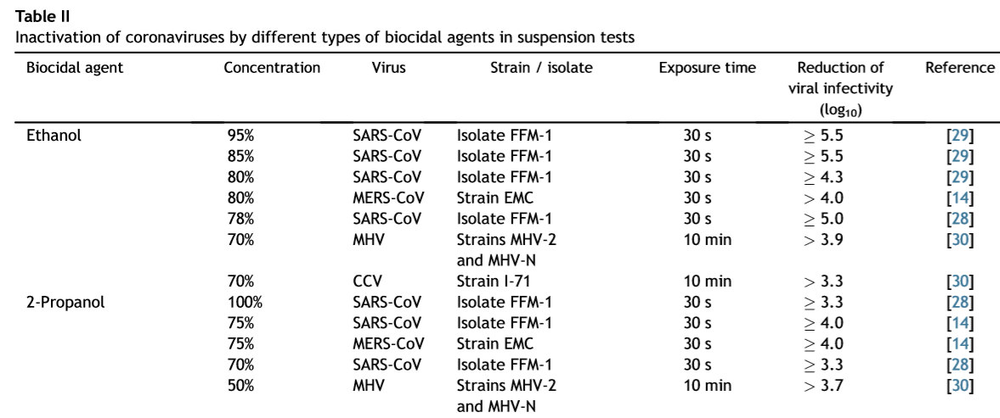 Table II
Inactivation of coronaviruses by different types of biocidal agents in suspension tests
Biocidal agent Concentration Virus Strain / isolate Exposure time Reduction of Reference
viral infectivity
(log₁₀)
Ethanol 95% SARS-CoV Isolate FFM-1 30 s ≥ 5.5 [29]
85% SARS-CoV Isolate FFM-1 30 s ≥ 5.5 [29]
80% SARS-CoV Isolate FFM-1 30 s ≥ 4.3 [29]
80% MERS-CoV Strain EMC 30 s > 4.0 [14]
78% SARS-CoV Isolate FFM-1 30 s ≥ 5.0 [28]
70% MHV Strains MHV-2 10 min > 3.9 [30]
and MHV-N
70% CCV Strain I-71 10 min > 3.3 [30]
2-Propanol 100% SARS-CoV Isolate FFM-1 30 s ≥ 3.3 [28]
75% SARS-CoV Isolate FFM-1 30 s ≥ 4.0 [14]
75% MERS-CoV Strain EMC 30 s ≥ 4.0 [14]
70% SARS-CoV Isolate FFM-1 30 s ≥ 3.3 [28]
50% MHV Strains MHV-2 10 min > 3.7 [30]
and MHV-N